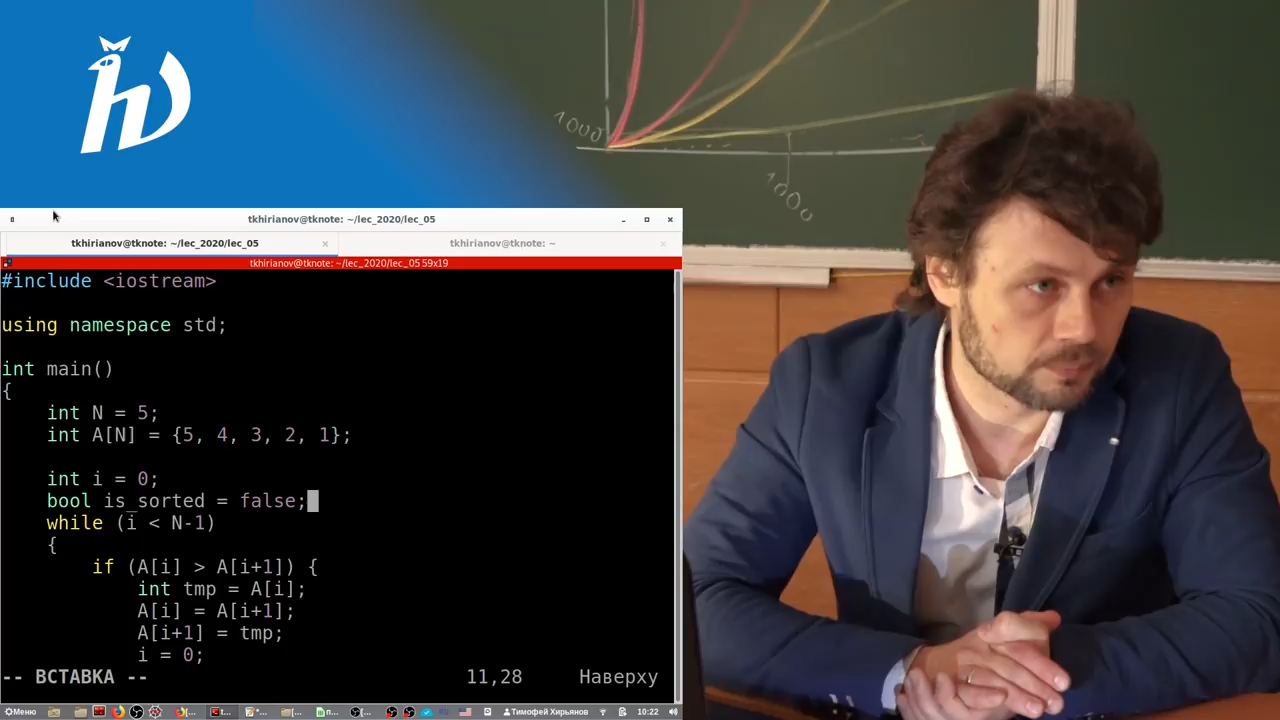 1000
1000
tkhirianov@tknote: ~/lec_2020/lec_05
tkhirianov@tknote: ~/lec_2020/lec_05
tkhirianov@tknote: ~
tkhirianov@tknote: ~/lec_2020/lec_05 59x19
#include <iostream>
using namespace std;
int main()
{
    int N = 5;
    int A[N] = {5, 4, 3, 2, 1};
    int i = 0;
    bool is_sorted = false;
    while (i < N-1)
    {
        if (A[i] > A[i+1]) {
            int tmp = A[i];
            A[i] = A[i+1];
            A[i+1] = tmp;
            i = 0;
-- ВСТАВКА -- 11,28 Наверху
Меню Тимофей Хирьянов 10:22